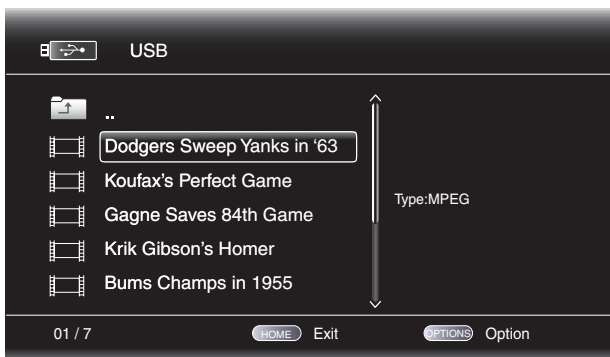 USB
..
Dodgers Sweep Yanks in ‘63
Koufax's Perfect Game
Gagne Saves 84th Game
Type:MPEG
Krik Gibson's Homer
Bums Champs in 1955
01 / 7 HOME Exit OPTIONS Option